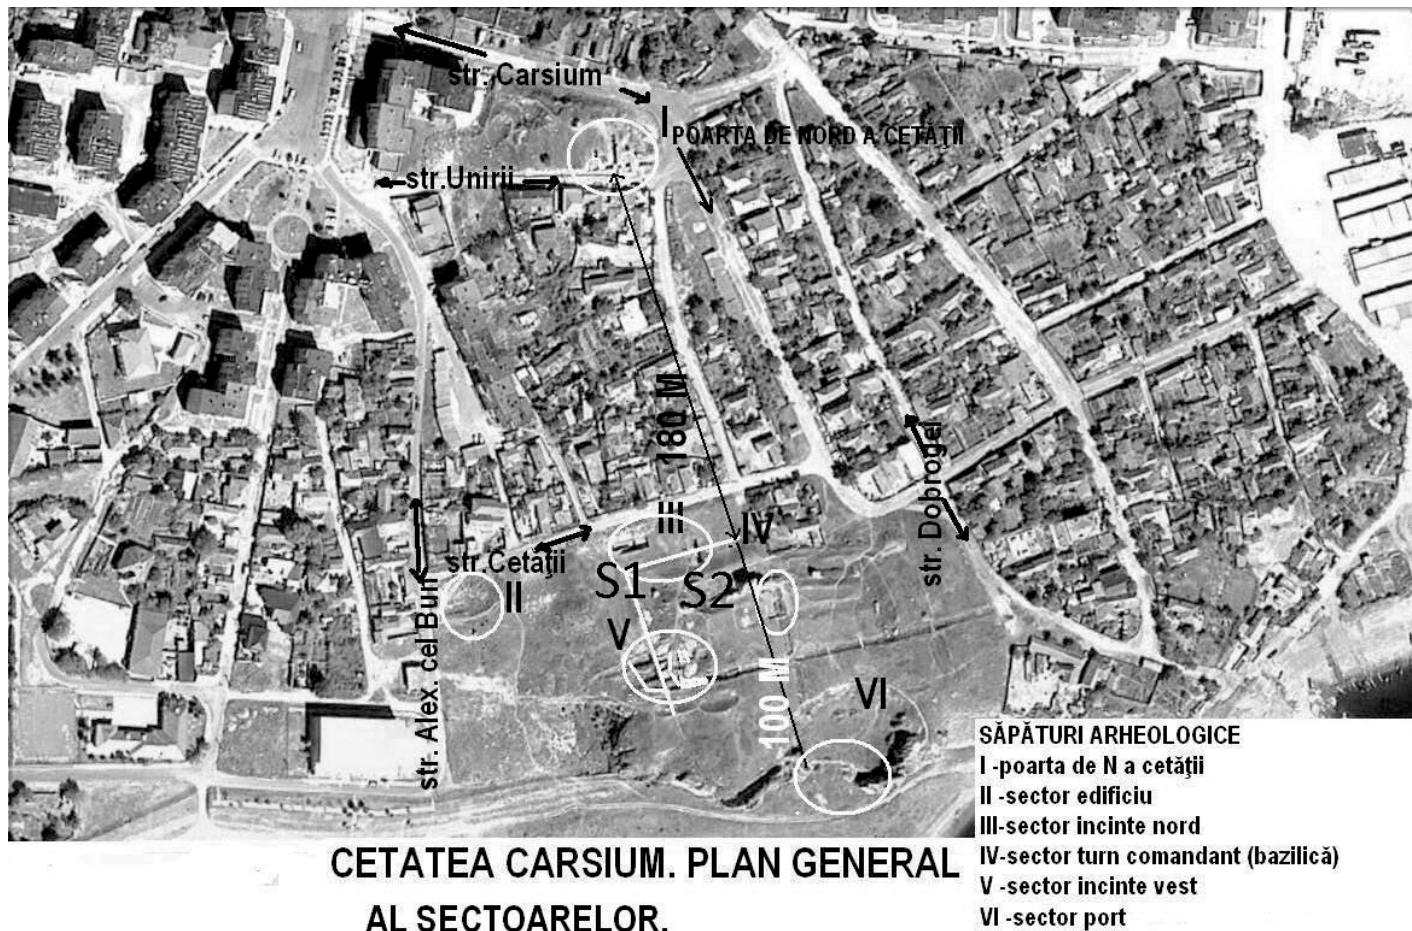 str. Carsium
I POARTA DE NORD A CETĂŢII
str.Unirii
180 M
III
IV
str. Dobrogei
str.Cetăţii
S1
S2
II
V
str. Alex. cel Bun
100 M
VI
SĂPĂTURI ARHEOLOGICE
I -poarta de N a cetăţii
II -sector edificiu
III-sector incinte nord
IV-sector turn comandant (bazilică)
V -sector incinte vest
VI -sector port
CETATEA CARSIUM. PLAN GENERAL
AL SECTOARELOR.